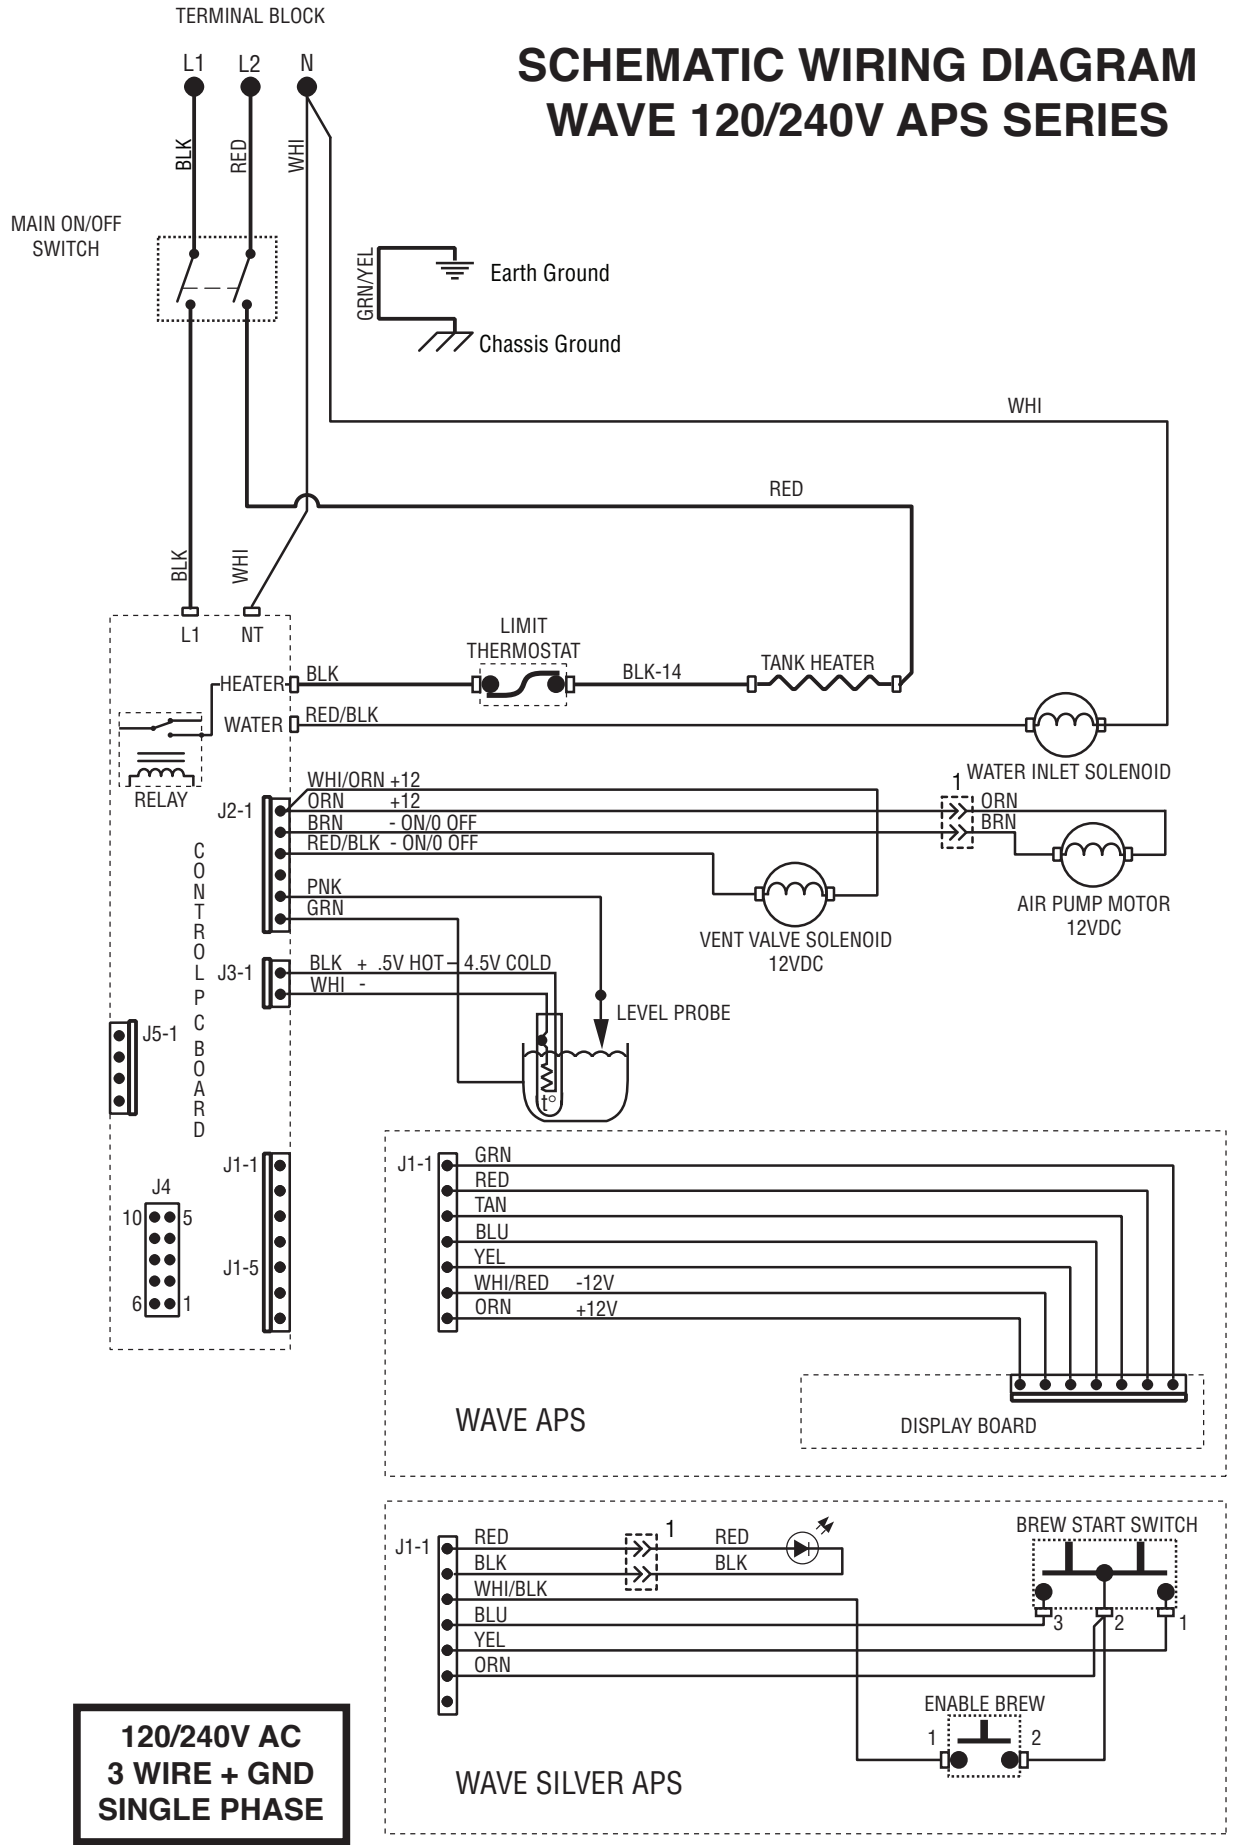 TERMINAL BLOCK
L1 L2 N
SCHEMATIC WIRING DIAGRAM
WAVE 120/240V APS SERIES
BLK
RED
WHI
MAIN ON/OFF
SWITCH
GRN/YEL
Earth Ground
Chassis Ground
WHI
RED
BLK
WHI
L1 NT
LIMIT
THERMOSTAT
TANK HEATER
HEATER
BLK
BLK-14
WATER
RED/BLK
WATER INLET SOLENOID
RELAY
J2-1
WHI/ORN +12
ORN +12
BRN - ON/0 OFF
RED/BLK - ON/0 OFF
PNK
GRN
1
ORN
BRN
AIR PUMP MOTOR
12VDC
VENT VALVE SOLENOID
12VDC
CONTROL PC BOARD
J3-1
BLK + .5V HOT – 4.5V COLD
WHI -
LEVEL PROBE
t°
J5-1
J1-1
J1-5
J4
10 5
6 1
J1-1
GRN
RED
TAN
BLU
YEL
WHI/RED -12V
ORN +12V
WAVE APS
DISPLAY BOARD
J1-1
RED
BLK
WHI/BLK
BLU
YEL
ORN
1
RED
BLK
BREW START SWITCH
3 2 1
ENABLE BREW
1 2
WAVE SILVER APS
120/240V AC
3 WIRE + GND
SINGLE PHASE